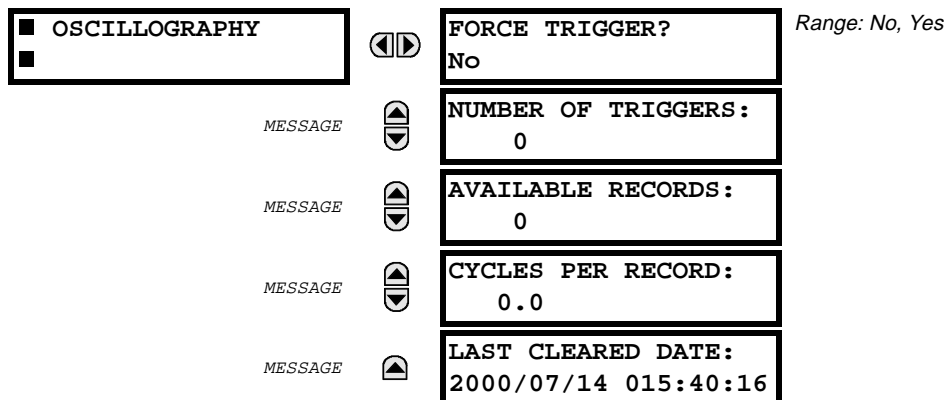 OSCILLOGRAPHY
FORCE TRIGGER?
No
Range: No, Yes
MESSAGE
NUMBER OF TRIGGERS:
0
MESSAGE
AVAILABLE RECORDS:
0
MESSAGE
CYCLES PER RECORD:
0.0
MESSAGE
LAST CLEARED DATE:
2000/07/14 015:40:16